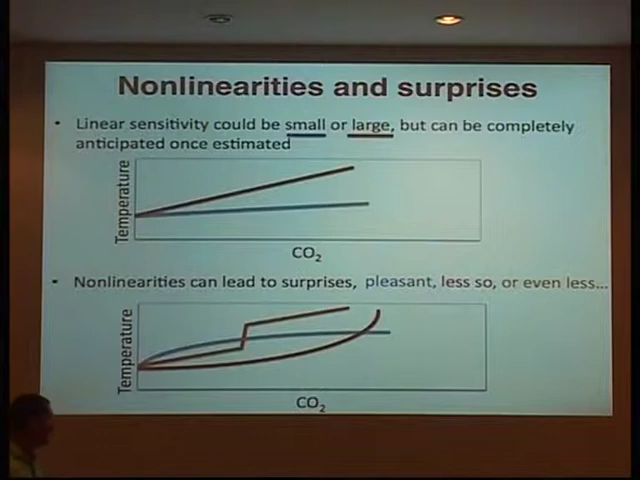 Nonlinearities and surprises
• Linear sensitivity could be small or large, but can be completely
anticipated once estimated
Temperature
CO₂
• Nonlinearities can lead to surprises, pleasant, less so, or even less...
Temperature
CO₂